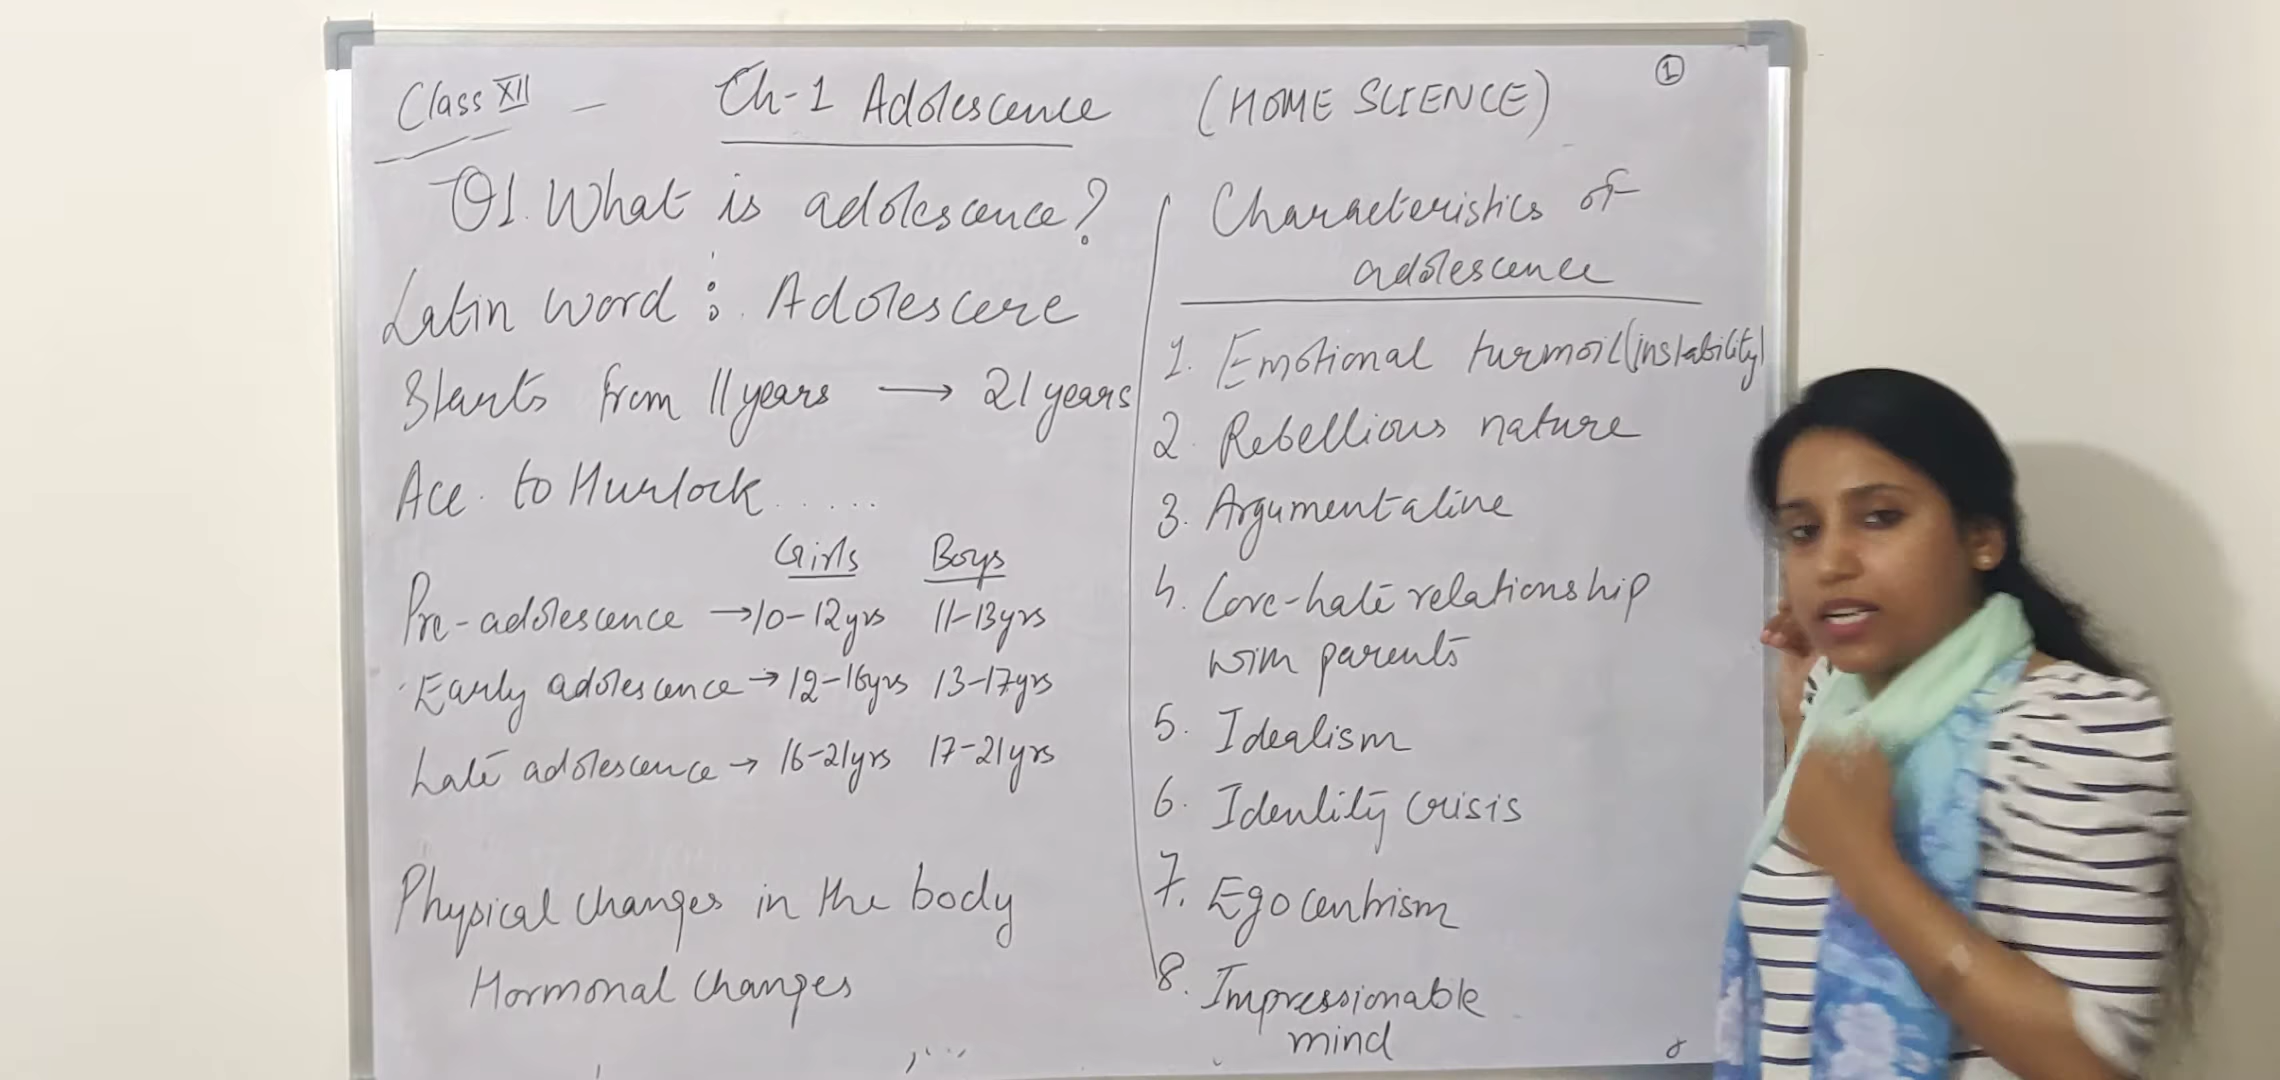 Class XII - Ch-1 Adolescence (HOME SCIENCE) 1
Q1. What is adolescence?
Latin word : Adolescere
Starts from 11 years → 21 years
Acc. to Hurlock .....
Girls Boys
Pre-adolescence → 10-12yrs 11-13yrs
Early adolescence → 12-16yrs 13-17yrs
Late adolescence → 16-21yrs 17-21yrs
Physical changes in the body
Hormonal changes
Characteristics of
adolescence
1. Emotional turmoil (instability)
2. Rebellious nature
3. Argumentative
4. Love-hate relationship
with parents
5. Idealism
6. Identity crisis
7. Egocentrism
8. Impressionable
mind